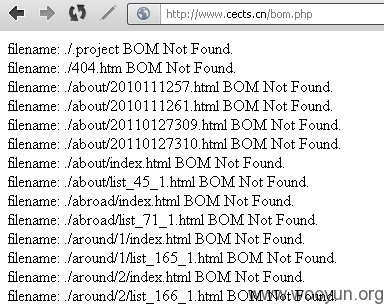 http://www.cects.cn/bom.php
filename: ./.project BOM Not Found.
filename: ./404.htm BOM Not Found.
filename: ./about/2010111257.html BOM Not Found.
filename: ./about/2010111261.html BOM Not Found.
filename: ./about/20110127309.html BOM Not Found.
filename: ./about/20110127310.html BOM Not Found.
filename: ./about/index.html BOM Not Found.
filename: ./about/list_45_1.html BOM Not Found.
filename: ./abroad/index.html BOM Not Found.
filename: ./abroad/list_71_1.html BOM Not Found.
filename: ./around/1/index.html BOM Not Found.
filename: ./around/1/list_165_1.html BOM Not Found.
filename: ./around/2/index.html BOM Not Found.
filename: ./around/2/list_166_1.html BOM Not Found.
www.wooyun.org